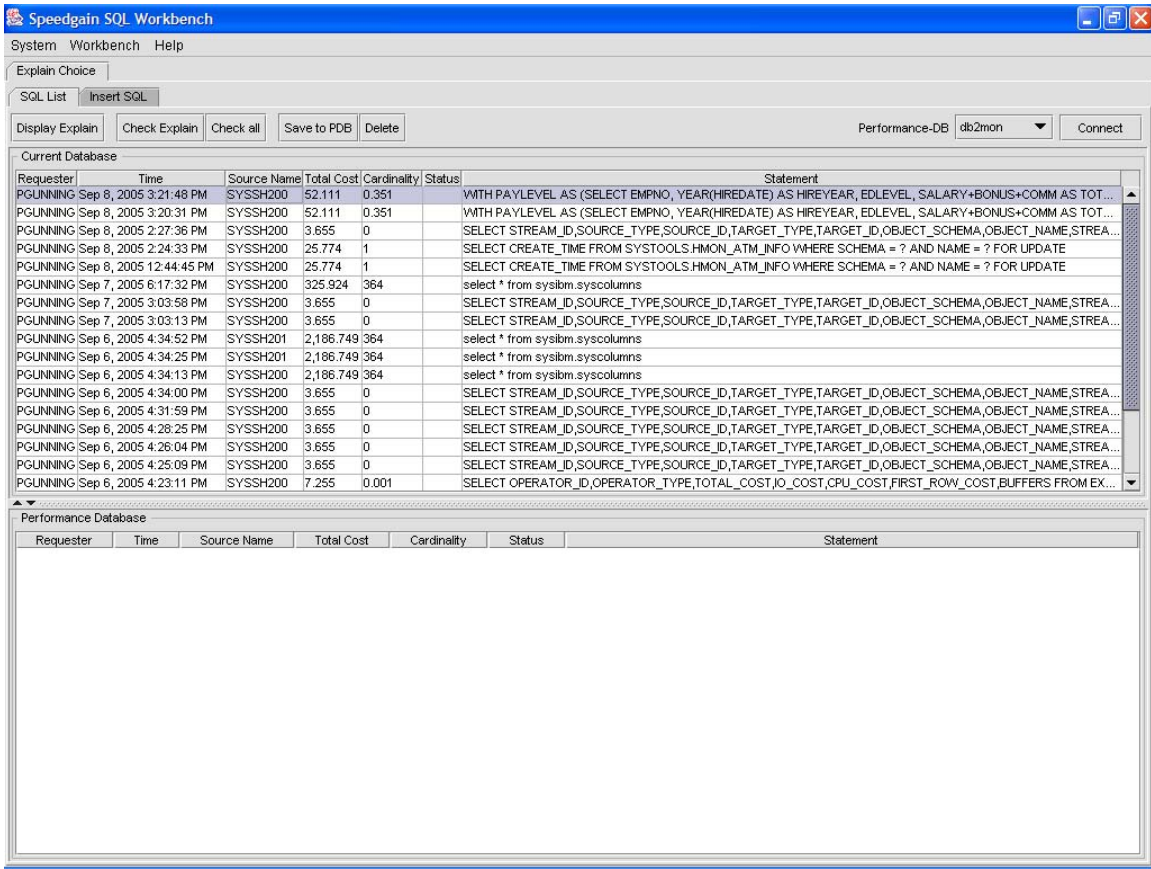 Speedgain SQL Workbench
System Workbench Help
Explain Choice
SQL List Insert SQL
Display Explain Check Explain Check all Save to PDB Delete Performance-DB db2mon Connect
Current Database
Requester Time Source Name Total Cost Cardinality Status Statement
PGUNNING Sep 8, 2005 3:21:48 PM SYSSH200 52.111 0.351 WITH PAYLEVEL AS (SELECT EMPNO, YEAR(HIREDATE) AS HIREYEAR, EDLEVEL, SALARY+BONUS+COMM AS TOT...
PGUNNING Sep 8, 2005 3:20:31 PM SYSSH200 52.111 0.351 WITH PAYLEVEL AS (SELECT EMPNO, YEAR(HIREDATE) AS HIREYEAR, EDLEVEL, SALARY+BONUS+COMM AS TOT...
PGUNNING Sep 8, 2005 2:27:36 PM SYSSH200 3.655 0 SELECT STREAM_ID,SOURCE_TYPE,SOURCE_ID,TARGET_TYPE,TARGET_ID,OBJECT_SCHEMA,OBJECT_NAME,STREA...
PGUNNING Sep 8, 2005 2:24:33 PM SYSSH200 25.774 1 SELECT CREATE_TIME FROM SYSTOOLS.HMON_ATM_INFO WHERE SCHEMA = ? AND NAME = ? FOR UPDATE
PGUNNING Sep 8, 2005 12:44:45 PM SYSSH200 25.774 1 SELECT CREATE_TIME FROM SYSTOOLS.HMON_ATM_INFO WHERE SCHEMA = ? AND NAME = ? FOR UPDATE
PGUNNING Sep 7, 2005 6:17:32 PM SYSSH200 325.924 364 select * from sysibm.syscolumns
PGUNNING Sep 7, 2005 3:03:58 PM SYSSH200 3.655 0 SELECT STREAM_ID,SOURCE_TYPE,SOURCE_ID,TARGET_TYPE,TARGET_ID,OBJECT_SCHEMA,OBJECT_NAME,STREA...
PGUNNING Sep 7, 2005 3:03:13 PM SYSSH200 3.655 0 SELECT STREAM_ID,SOURCE_TYPE,SOURCE_ID,TARGET_TYPE,TARGET_ID,OBJECT_SCHEMA,OBJECT_NAME,STREA...
PGUNNING Sep 6, 2005 4:34:52 PM SYSSH201 2,186.749 364 select * from sysibm.syscolumns
PGUNNING Sep 6, 2005 4:34:25 PM SYSSH201 2,186.749 364 select * from sysibm.syscolumns
PGUNNING Sep 6, 2005 4:34:13 PM SYSSH200 2,186.749 364 select * from sysibm.syscolumns
PGUNNING Sep 6, 2005 4:34:00 PM SYSSH200 3.655 0 SELECT STREAM_ID,SOURCE_TYPE,SOURCE_ID,TARGET_TYPE,TARGET_ID,OBJECT_SCHEMA,OBJECT_NAME,STREA...
PGUNNING Sep 6, 2005 4:31:59 PM SYSSH200 3.655 0 SELECT STREAM_ID,SOURCE_TYPE,SOURCE_ID,TARGET_TYPE,TARGET_ID,OBJECT_SCHEMA,OBJECT_NAME,STREA...
PGUNNING Sep 6, 2005 4:28:25 PM SYSSH200 3.655 0 SELECT STREAM_ID,SOURCE_TYPE,SOURCE_ID,TARGET_TYPE,TARGET_ID,OBJECT_SCHEMA,OBJECT_NAME,STREA...
PGUNNING Sep 6, 2005 4:26:04 PM SYSSH200 3.655 0 SELECT STREAM_ID,SOURCE_TYPE,SOURCE_ID,TARGET_TYPE,TARGET_ID,OBJECT_SCHEMA,OBJECT_NAME,STREA...
PGUNNING Sep 6, 2005 4:25:09 PM SYSSH200 3.655 0 SELECT STREAM_ID,SOURCE_TYPE,SOURCE_ID,TARGET_TYPE,TARGET_ID,OBJECT_SCHEMA,OBJECT_NAME,STREA...
PGUNNING Sep 6, 2005 4:23:11 PM SYSSH200 7.255 0.001 SELECT OPERATOR_ID,OPERATOR_TYPE,TOTAL_COST,IO_COST,CPU_COST,FIRST_ROW_COST,BUFFERS FROM EX...
Performance Database
Requester Time Source Name Total Cost Cardinality Status Statement